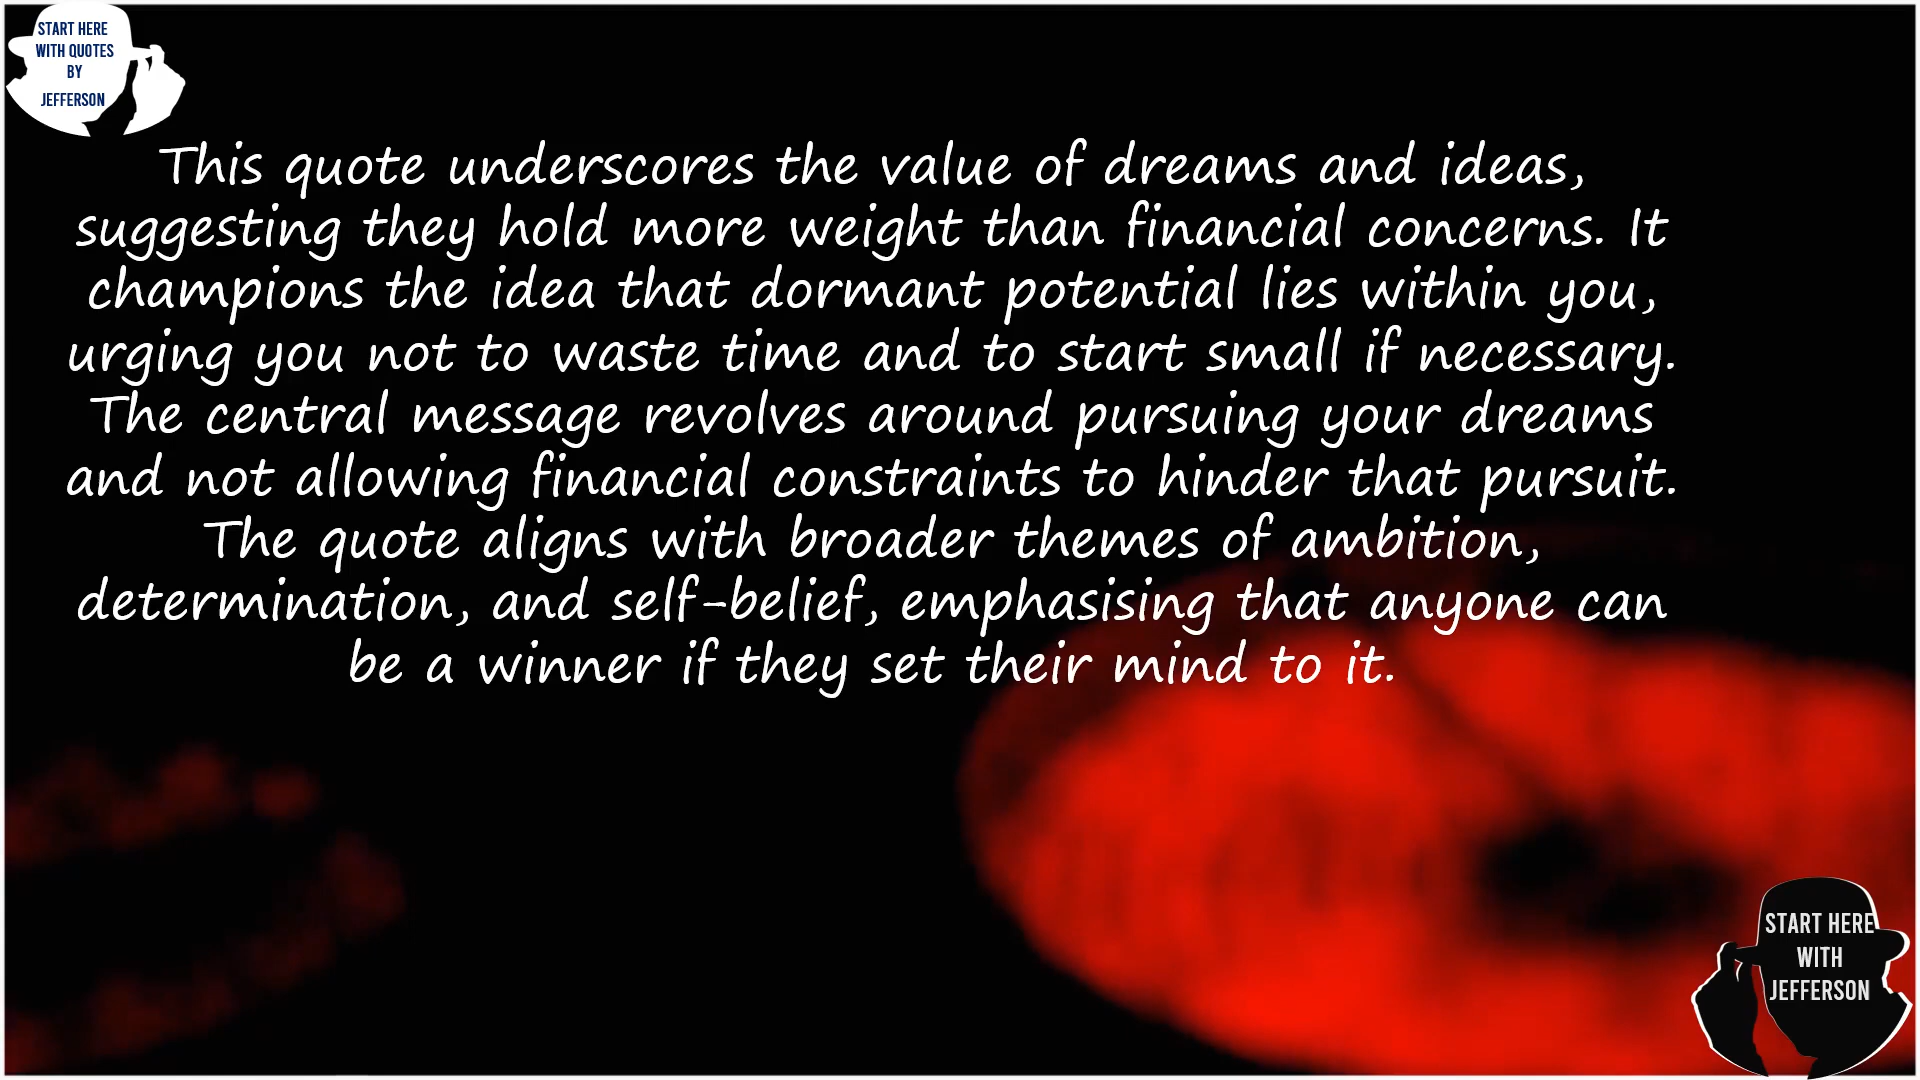 START HERE
WITH QUOTES
BY
JEFFERSON
This quote underscores the value of dreams and ideas,
suggesting they hold more weight than financial concerns. It
champions the idea that dormant potential lies within you,
urging you not to waste time and to start small if necessary.
The central message revolves around pursuing your dreams
and not allowing financial constraints to hinder that pursuit.
The quote aligns with broader themes of ambition,
determination, and self-belief, emphasising that anyone can
be a winner if they set their mind to it.
START HERE
WITH
JEFFERSON